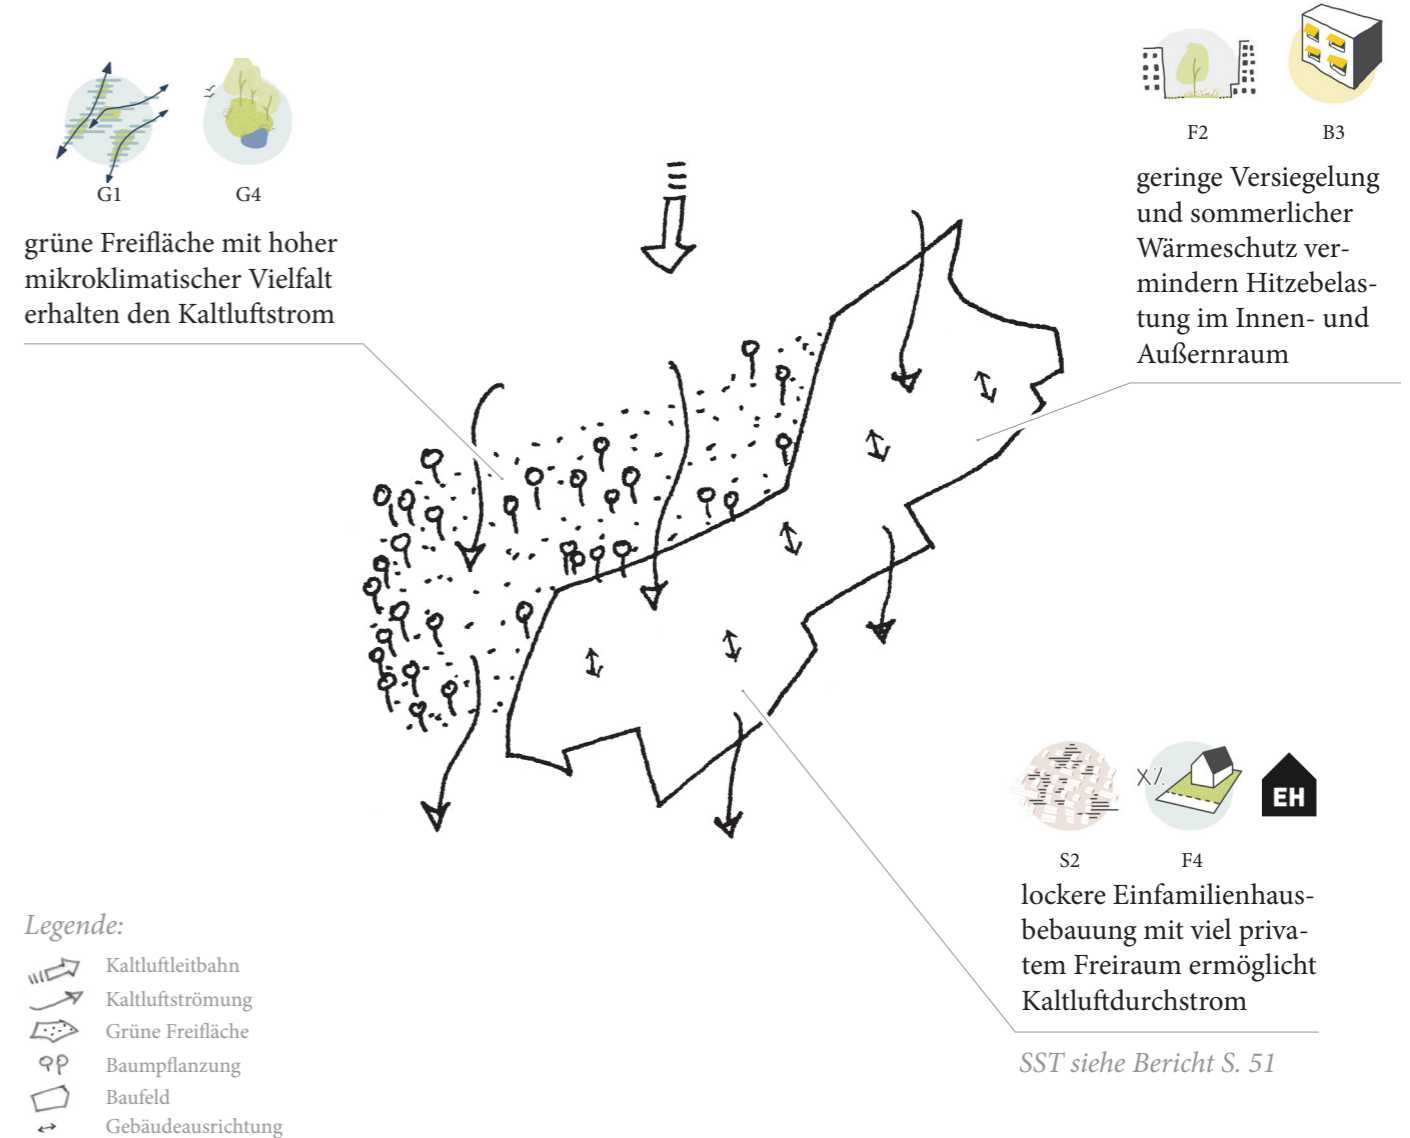 G1
G4
grüne Freifläche mit hoher
mikroklimatischer Vielfalt
erhalten den Kaltluftstrom
F2
B3
geringe Versiegelung
und sommerlicher
Wärmeschutz ver-
mindern Hitzebelas-
tung im Innen- und
Außernraum
X%
EH
S2
F4
lockere Einfamilienhaus-
bebauung mit viel priva-
tem Freiraum ermöglicht
Kaltluftdurchstrom
SST siehe Bericht S. 51
Legende:
Kaltluftleitbahn
Kaltluftströmung
Grüne Freifläche
Baumpflanzung
Baufeld
Gebäudeausrichtung